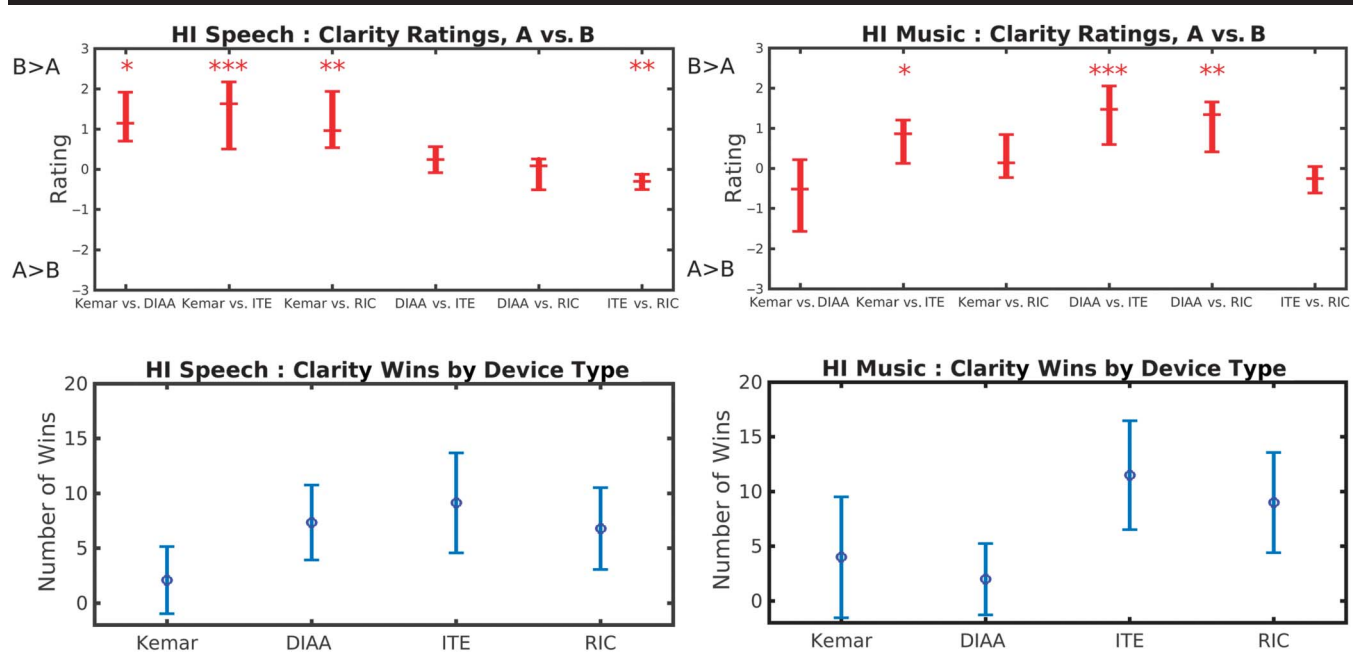 HI Speech : Clarity Ratings, A vs. B
B>A
A>B
Rating
3
2
1
0
−1
−2
−3
* *** ** **
Kemar vs. DIAA Kemar vs. ITE Kemar vs. RIC DIAA vs. ITE DIAA vs. RIC ITE vs. RIC
HI Music : Clarity Ratings, A vs. B
B>A
A>B
Rating
3
2
1
0
−1
−2
−3
* *** **
Kemar vs. DIAA Kemar vs. ITE Kemar vs. RIC DIAA vs. ITE DIAA vs. RIC ITE vs. RIC
HI Speech : Clarity Wins by Device Type
Number of Wins
20
15
10
5
0
Kemar DIAA ITE RIC
HI Music : Clarity Wins by Device Type
Number of Wins
20
15
10
5
0
Kemar DIAA ITE RIC